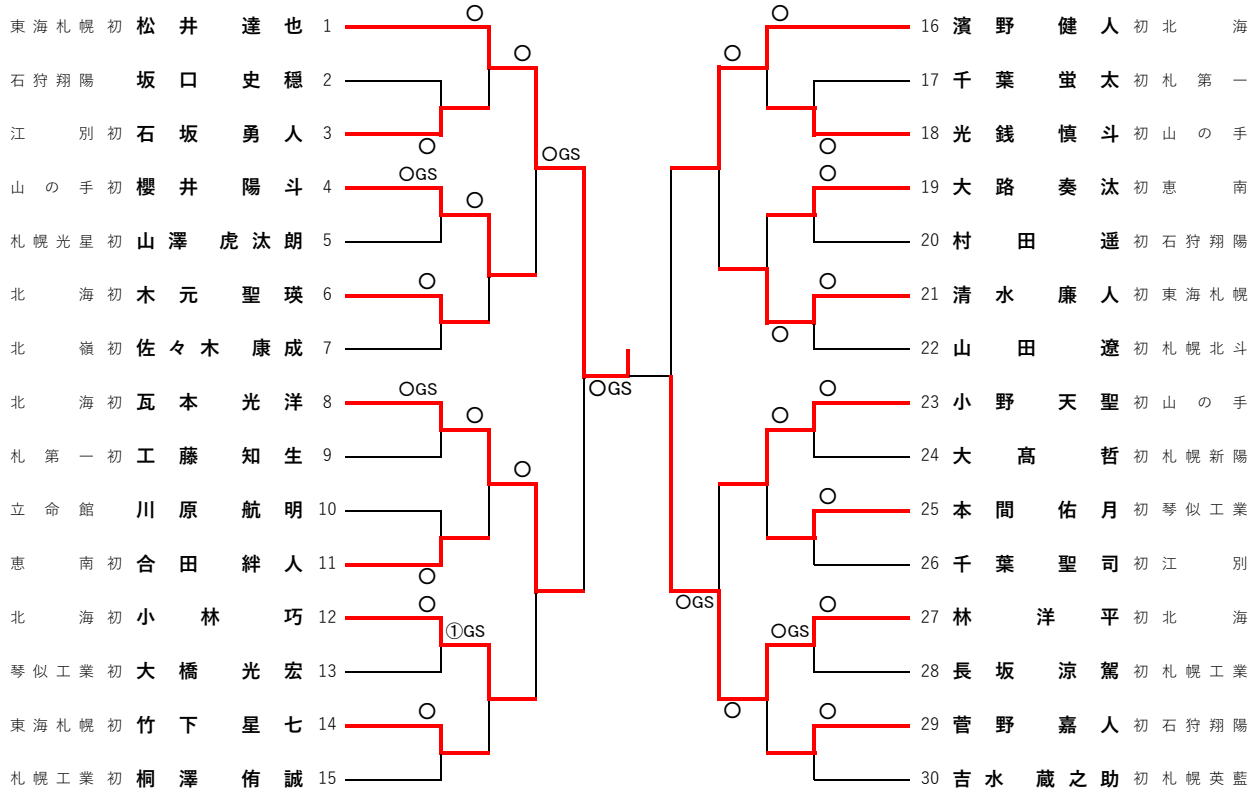 東海札幌 初 松井 達也 1
石狩翔陽 坂口 史穏 2
江別 初 石坂 勇人 3
山の手 初 櫻井 陽斗 4
札幌光星 初 山澤 虎汰朗 5
北海 初 木元 聖瑛 6
北嶺 初 佐々木 康成 7
北海 初 瓦本 光洋 8
札第一 初 工藤 知生 9
立命館 川原 航明 10
恵南 初 合田 絆人 11
北海 初 小林 巧 12
琴似工業 初 大橋 光宏 13
東海札幌 初 竹下 星七 14
札幌工業 初 桐澤 侑誠 15
〇
〇
〇
〇GS
〇GS
〇
〇
〇GS
〇
〇
〇
〇
①GS
〇
〇GS
〇
〇
〇
〇
〇
〇
〇
〇
〇
〇GS
〇
〇GS
〇
〇
16 濱野 健人 初 北海
17 千葉 蛍太 初 札第一
18 光銭 慎斗 初 山の手
19 大路 奏汰 初 恵南
20 村田 遥 初 石狩翔陽
21 清水 廉人 初 東海札幌
22 山田 遼 初 札幌北斗
23 小野 天聖 初 山の手
24 大髙 哲 初 札幌新陽
25 本間 佑月 初 琴似工業
26 千葉 聖司 初 江別
27 林 洋平 初 北海
28 長坂 涼駕 初 札幌工業
29 菅野 嘉人 初 石狩翔陽
30 吉水 蔵之助 初 札幌英藍